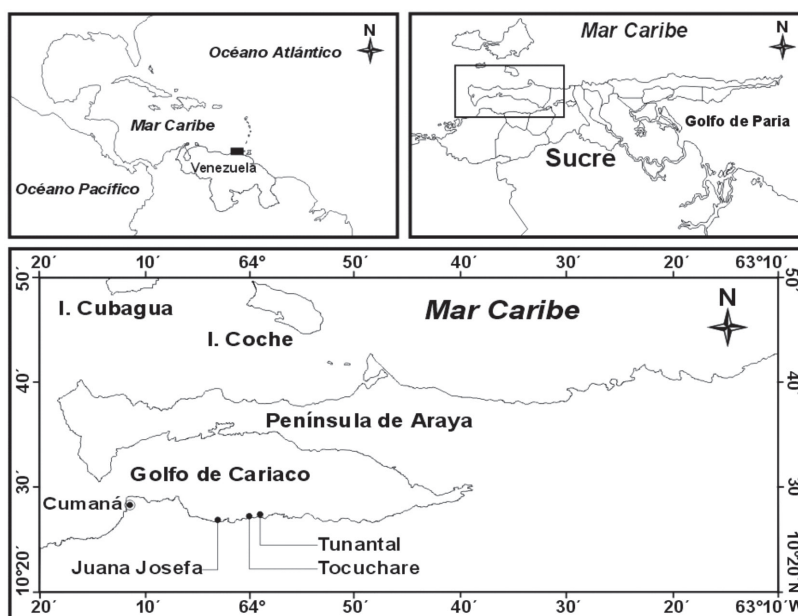 N
Océano Atlántico
Mar Caribe
Venezuela
Océano Pacífico
Mar Caribe
N
Golfo de Paria
Sucre
20´ 10´ 64° 50´ 40´ 30´ 20´ 63°10´
50´ 50´
I. Cubagua
I. Coche
Mar Caribe
N
40´ 40´
Península de Araya
Golfo de Cariaco
30´ 30´
Cumaná
Tunantal
Juana Josefa Tocuchare
10°20´ 10°20´
20´ 10´ 64° 50´ 40´ 30´ 20´ 63°10´